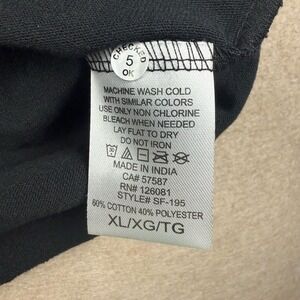 CHECKED
5
OK
MACHINE WASH COLD
WITH SIMILAR COLORS
USE ONLY NON CHLORINE
BLEACH WHEN NEEDED
LAY FLAT TO DRY
DO NOT IRON
30
MADE IN INDIA
CA# 57587
RN# 126081
STYLE# SF-195
60% COTTON 40% POLYESTER
XL/XG/TG